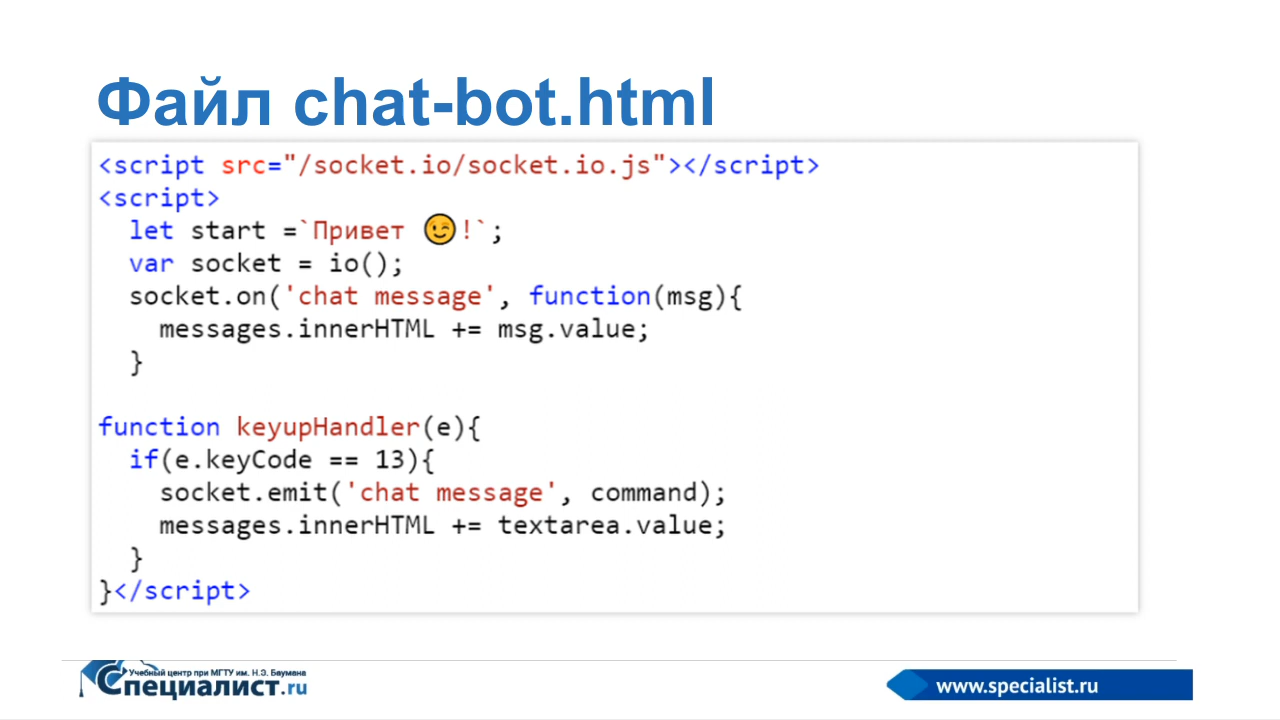 Файл chat-bot.html
<script src="/socket.io/socket.io.js"></script>
<script>
  let start =`Привет 😉!`;
  var socket = io();
  socket.on('chat message', function(msg){
    messages.innerHTML += msg.value;
  }
function keyupHandler(e){
  if(e.keyCode == 13){
    socket.emit('chat message', command);
    messages.innerHTML += textarea.value;
  }
}</script>
Учебный центр при МГТУ им. Н.Э. Баумана
Специалист.ru
www.specialist.ru